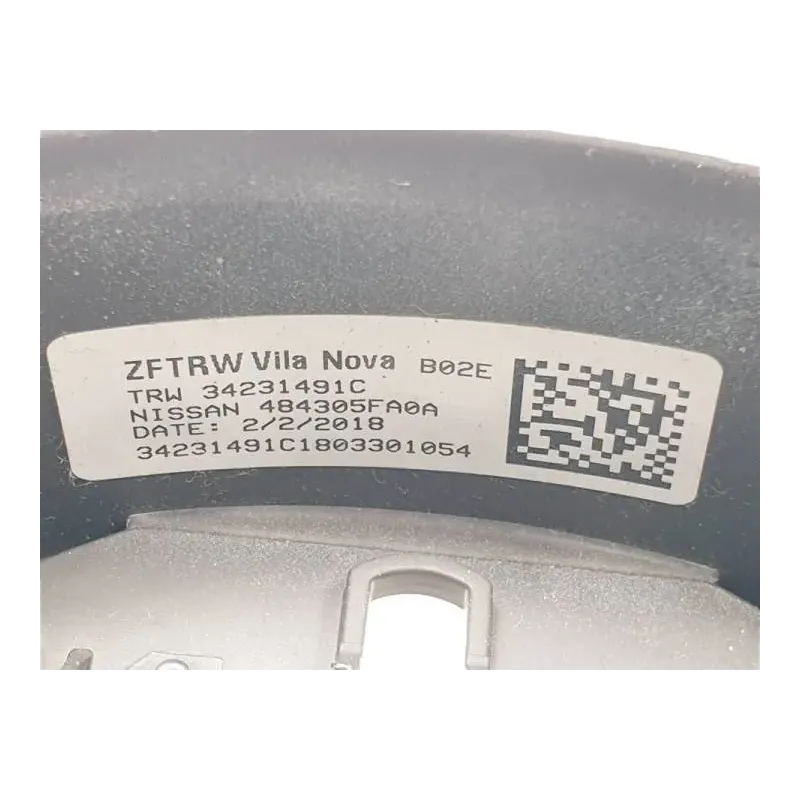 ZFTRW Vila Nova B02E
TRW 34231491C
NISSAN 484305FA0A
DATE: 2/2/2018
34231491C1803301054